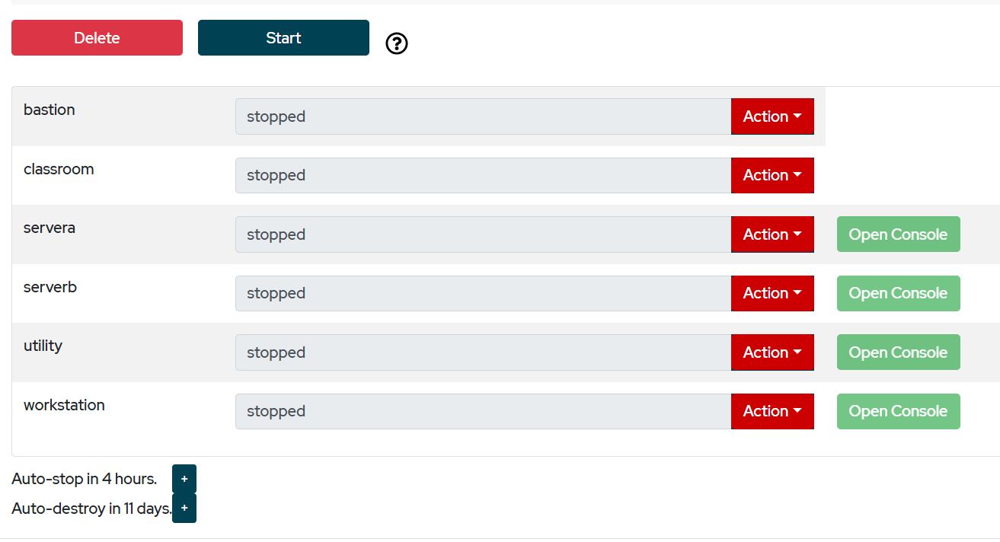 Delete
Start
?
bastion
stopped
Action
classroom
stopped
Action
servera
stopped
Action
Open Console
serverb
stopped
Action
Open Console
utility
stopped
Action
Open Console
workstation
stopped
Action
Open Console
Auto-stop in 4 hours.
+
Auto-destroy in 11 days.
+